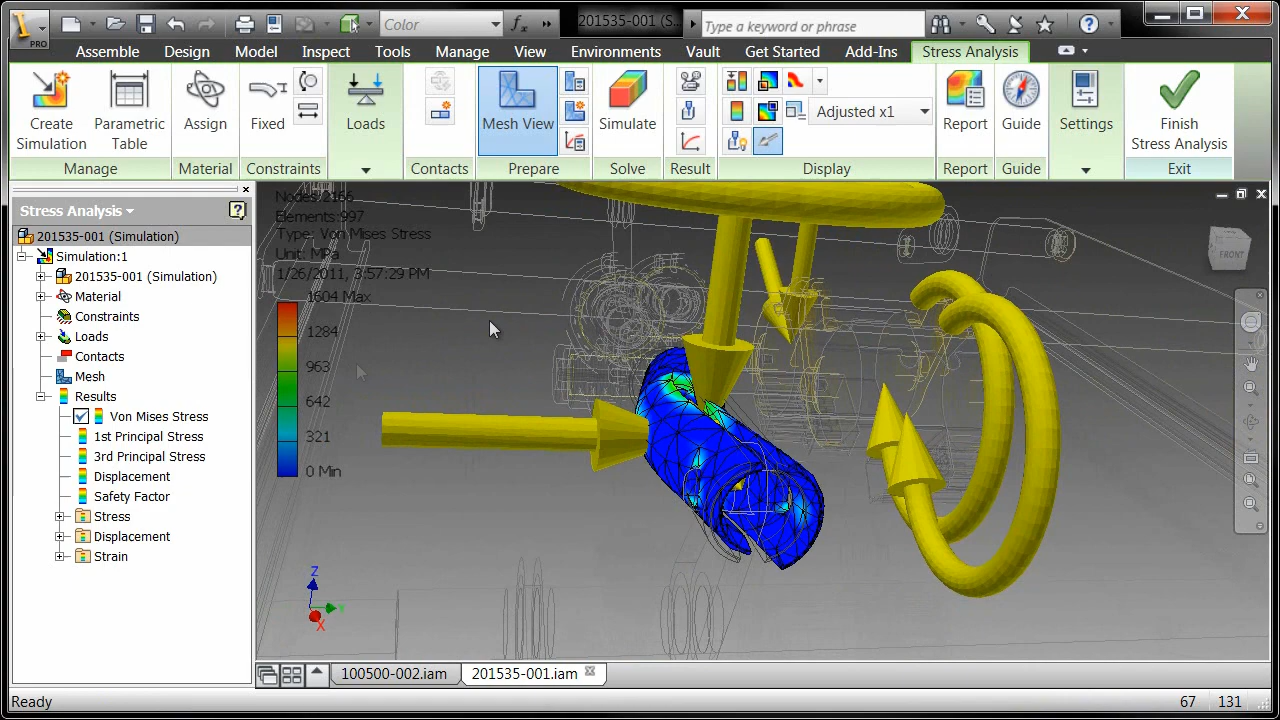 PRO
Color
201535-001 (S...
Type a keyword or phrase
Assemble Design Model Inspect Tools Manage View Environments Vault Get Started Add-Ins Stress Analysis
Create Simulation
Parametric Table
Assign
Fixed
Loads
Mesh View
Simulate
Adjusted x1
Report
Guide
Settings
Finish Stress Analysis
Manage Material Constraints Contacts Prepare Solve Result Display Report Guide Exit
Stress Analysis
201535-001 (Simulation)
Simulation:1
201535-001 (Simulation)
Material
Constraints
Loads
Contacts
Mesh
Results
Von Mises Stress
1st Principal Stress
3rd Principal Stress
Displacement
Safety Factor
Stress
Displacement
Strain
Nodes:2166
Elements:997
Type: Von Mises Stress
Unit: MPa
1/26/2011, 3:57:29 PM
1604 Max
1284
963
642
321
0 Min
FRONT
Z
Y
X
100500-002.iam
201535-001.iam
Ready
67 131